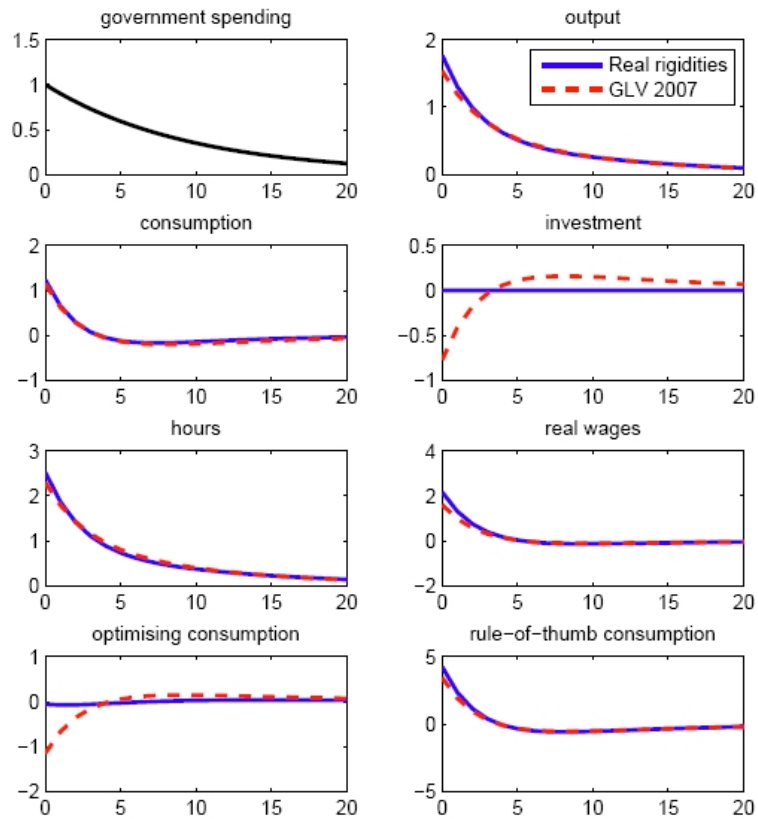 government spending
1.5
1
0.5
0
0 5 10 15 20
output
2
1
0
0 5 10 15 20
Real rigidities
GLV 2007
consumption
2
1
0
−1
0 5 10 15 20
investment
0.5
0
−0.5
−1
0 5 10 15 20
hours
3
2
1
0
0 5 10 15 20
real wages
4
2
0
−2
0 5 10 15 20
optimising consumption
1
0
−1
−2
0 5 10 15 20
rule−of−thumb consumption
5
0
−5
0 5 10 15 20